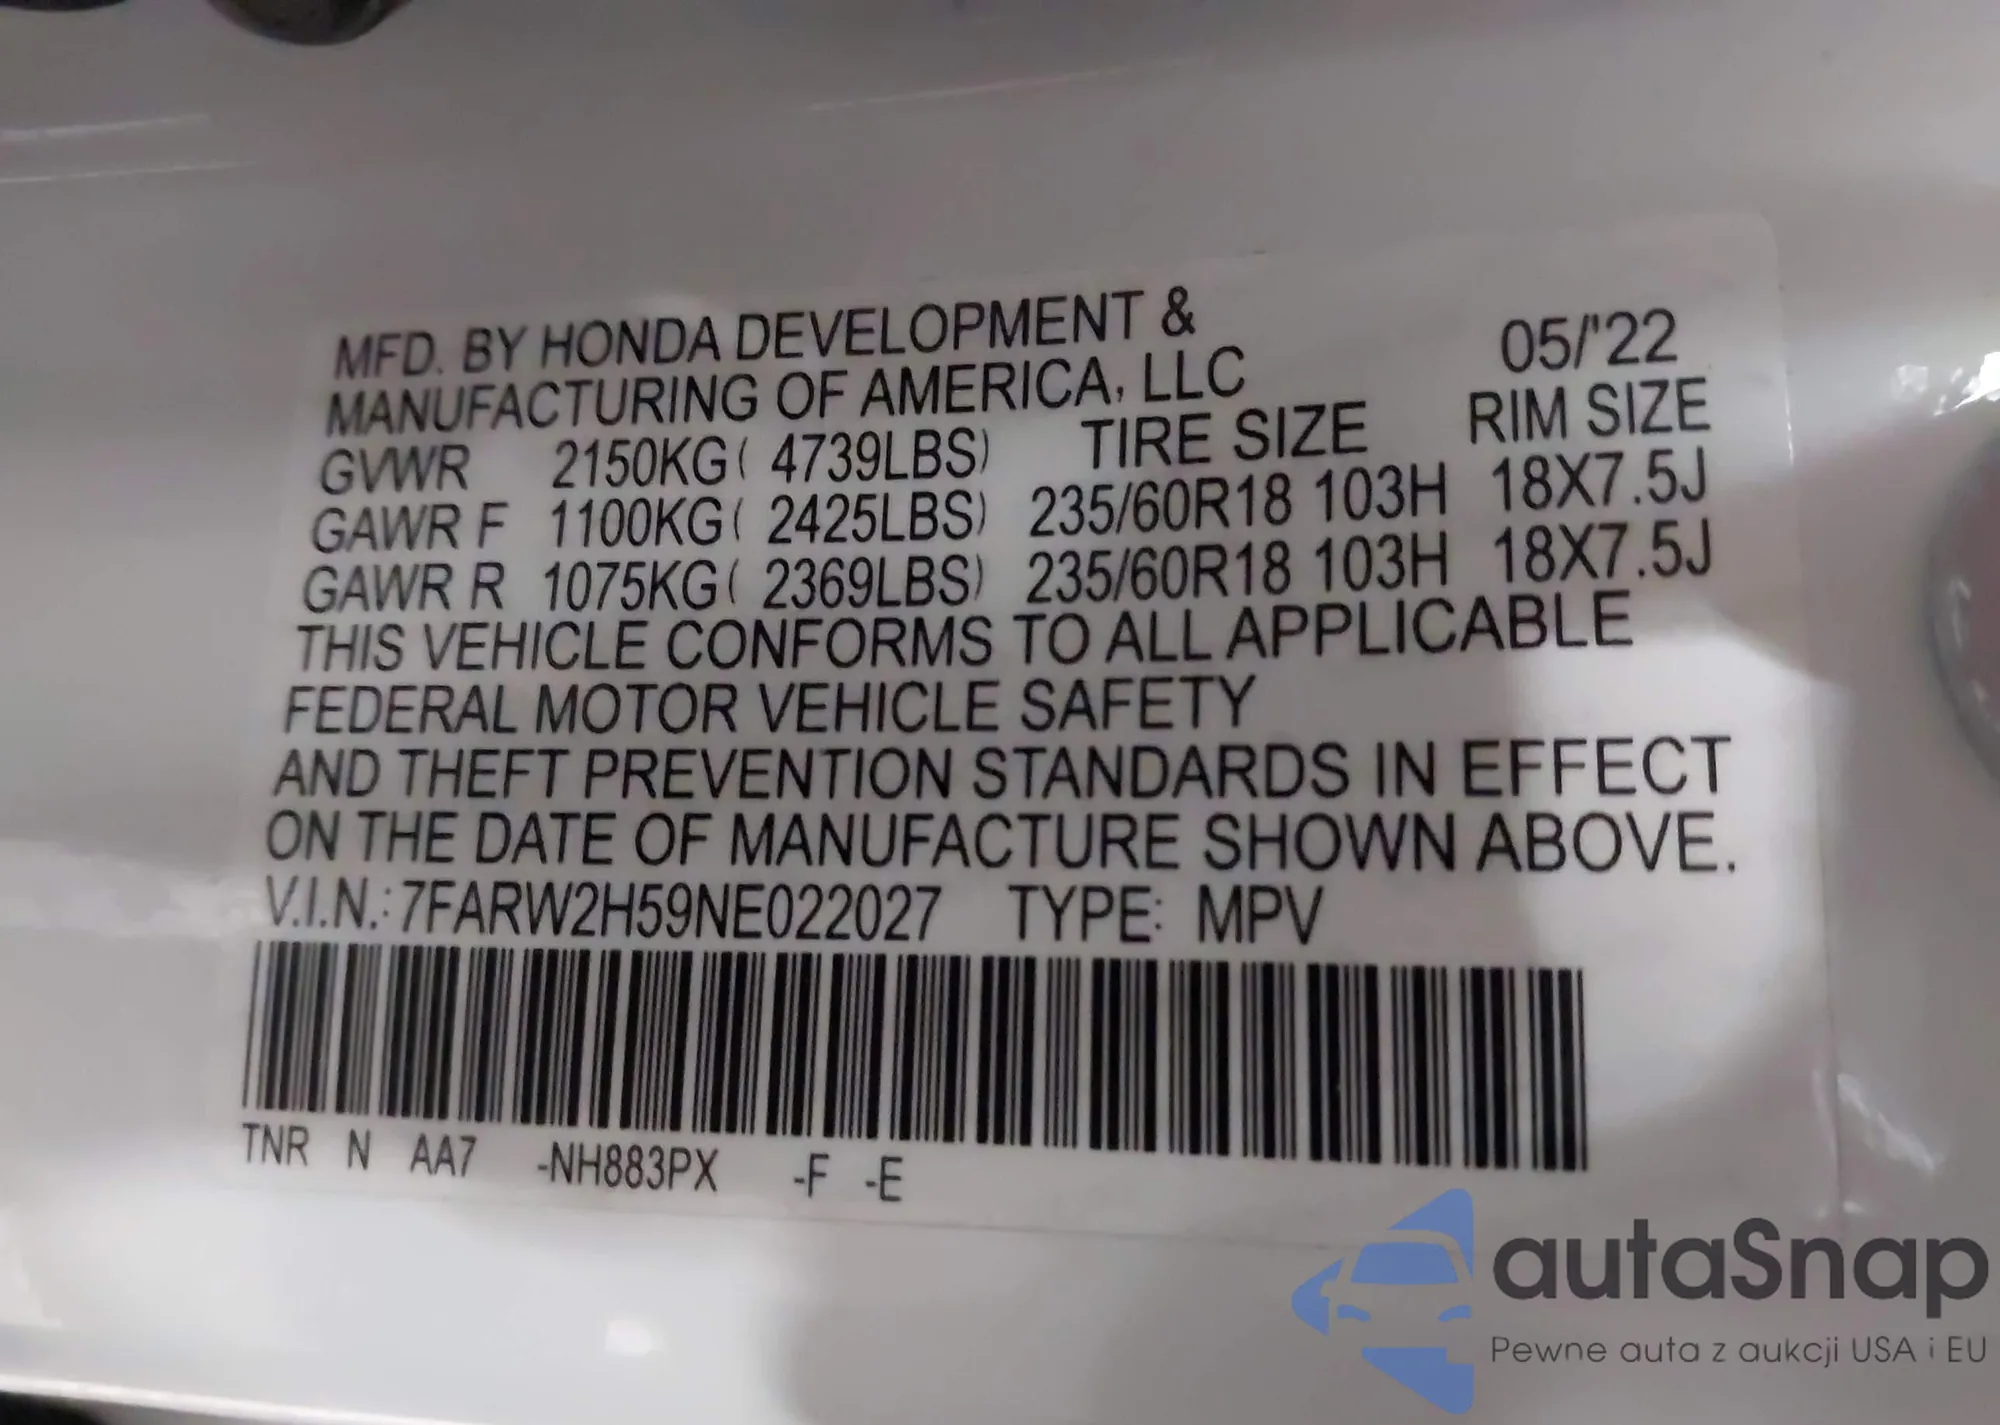 MFD. BY HONDA DEVELOPMENT &
MANUFACTURING OF AMERICA, LLC 05/'22
GVWR 2150KG( 4739LBS) TIRE SIZE RIM SIZE
GAWR F 1100KG( 2425LBS) 235/60R18 103H 18X7.5J
GAWR R 1075KG( 2369LBS) 235/60R18 103H 18X7.5J
THIS VEHICLE CONFORMS TO ALL APPLICABLE
FEDERAL MOTOR VEHICLE SAFETY
AND THEFT PREVENTION STANDARDS IN EFFECT
ON THE DATE OF MANUFACTURE SHOWN ABOVE.
V.I.N.: 7FARW2H59NE022027 TYPE: MPV
TNR N AA7 -NH883PX -F -E
autaSnap
Pewne auta z aukcji USA i EU